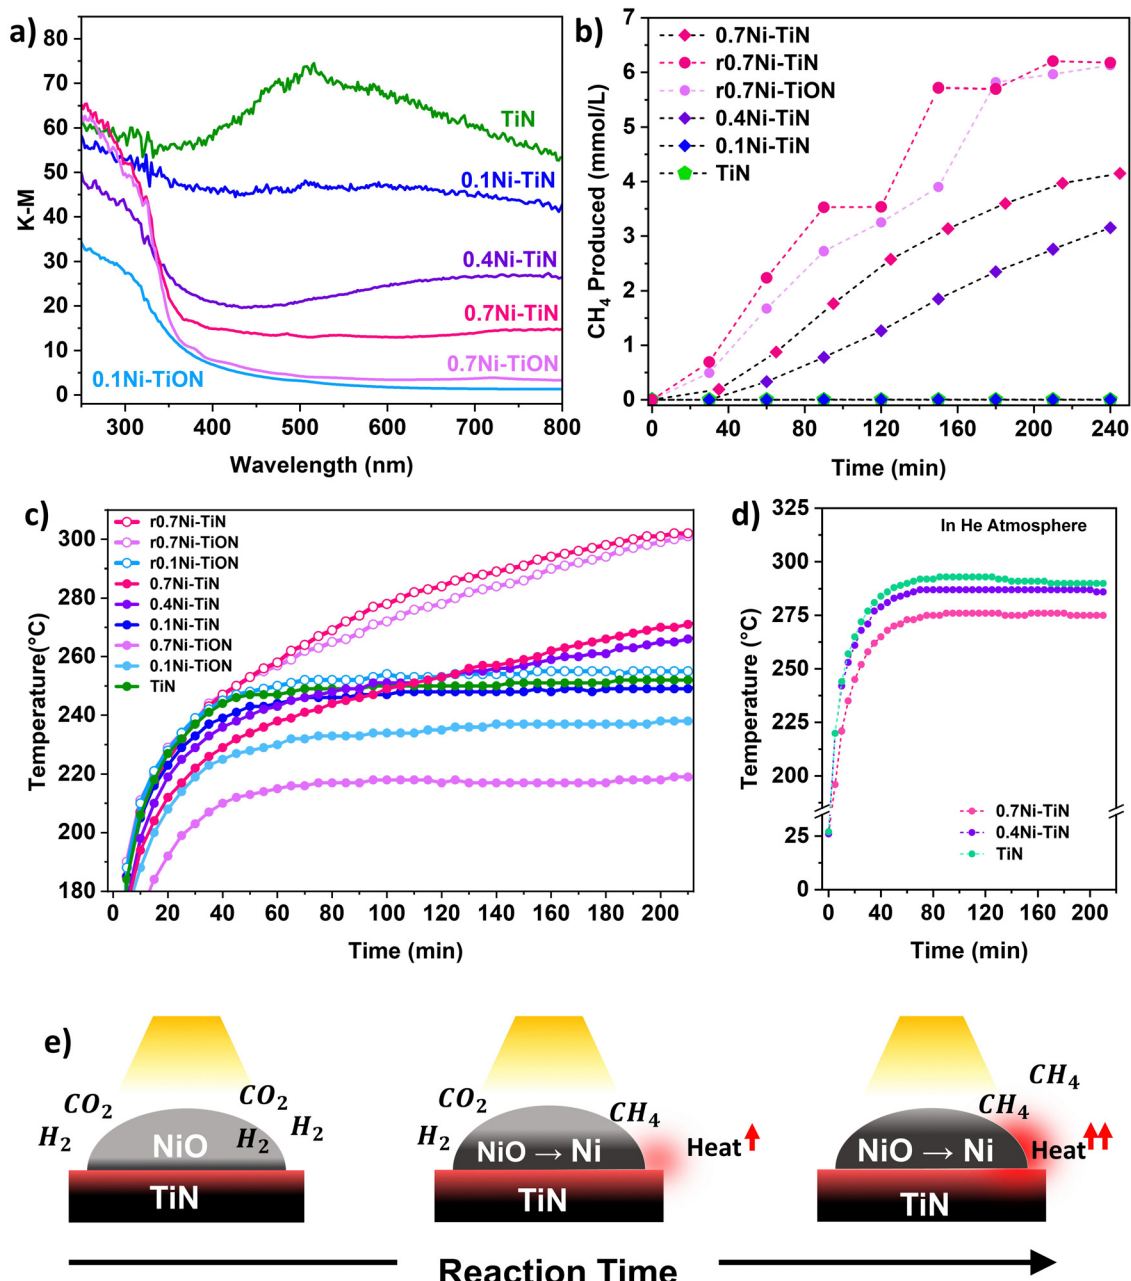 a)
80
70
60
50
40
30
20
10
0
K-M
TiN
0.1Ni-TiN
0.4Ni-TiN
0.7Ni-TiN
0.7Ni-TiON
0.1Ni-TiON
300 400 500 600 700 800
Wavelength (nm)
b)
7
6
5
4
3
2
1
0
CH4 Produced (mmol/L)
0.7Ni-TiN
r0.7Ni-TiN
r0.7Ni-TiON
0.4Ni-TiN
0.1Ni-TiN
TiN
0 40 80 120 160 200 240
Time (min)
c)
300
280
260
240
220
200
180
Temperature(°C)
r0.7Ni-TiN
r0.7Ni-TiON
r0.1Ni-TiON
0.7Ni-TiN
0.4Ni-TiN
0.1Ni-TiN
0.7Ni-TiON
0.1Ni-TiON
TiN
0 20 40 60 80 100 120 140 160 180 200
Time (min)
d)
325
300
275
250
225
200
25
0
Temperature (°C)
In He Atmosphere
0.7Ni-TiN
0.4Ni-TiN
TiN
0 40 80 120 160 200
Time (min)
e)
CO2
CO2
H2
H2
H2
NiO
TiN
CO2
CH4
H2
NiO → Ni
Heat
TiN
CH4
CH4
NiO → Ni
Heat
TiN
Reaction Time